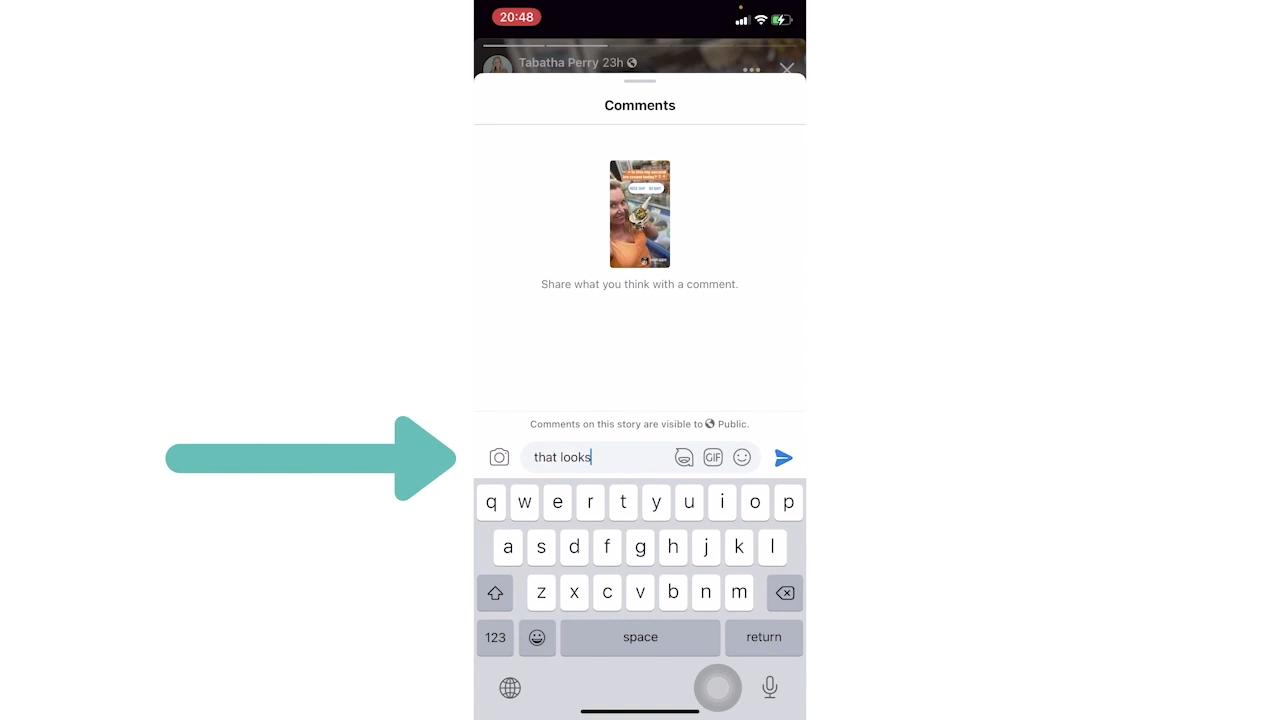 20:48
Tabatha Perry 23h
Comments
Share what you think with a comment.
Comments on this story are visible to Public.
that looks
GIF
q w e r t y u i o p
a s d f g h j k l
z x c v b n m
123 space return